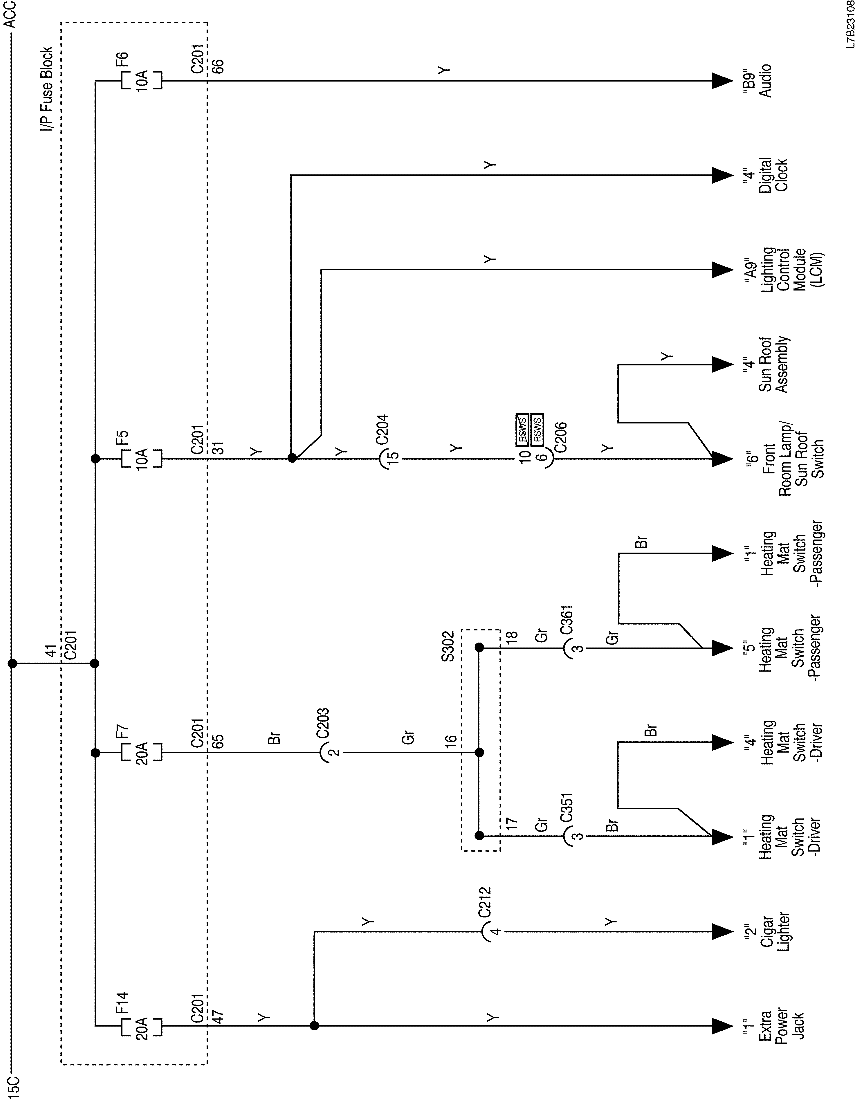 15C
ACC
I/P Fuse Block
41
C201
F14
20A
F7
20A
F5
10A
F6
10A
C201
47
C201
65
C201
31
C201
66
Y
Br
Y
Y
C203
2
Gr
Y
C204
15
Y
Y
Y
C212
4
Y
Y
S302
16
17
18
Gr
Gr
C351
3
C361
3
Br
Gr
Br
Br
10
6
C206
Y
Y
Y
Y
"1"
Extra
Power
Jack
"2"
Cigar
Lighter
"1"
Heating
Mat
Switch
-Driver
"4"
Heating
Mat
Switch
-Driver
"5"
Heating
Mat
Switch
-Passenger
"1"
Heating
Mat
Switch
-Passenger
"6"
Front
Room Lamp/
Sun Roof
Switch
"4"
Sun Roof
Assembly
"A9"
Lighting
Control
Module
(LCM)
"4"
Digital
Clock
"B9"
Audio
L7B23108